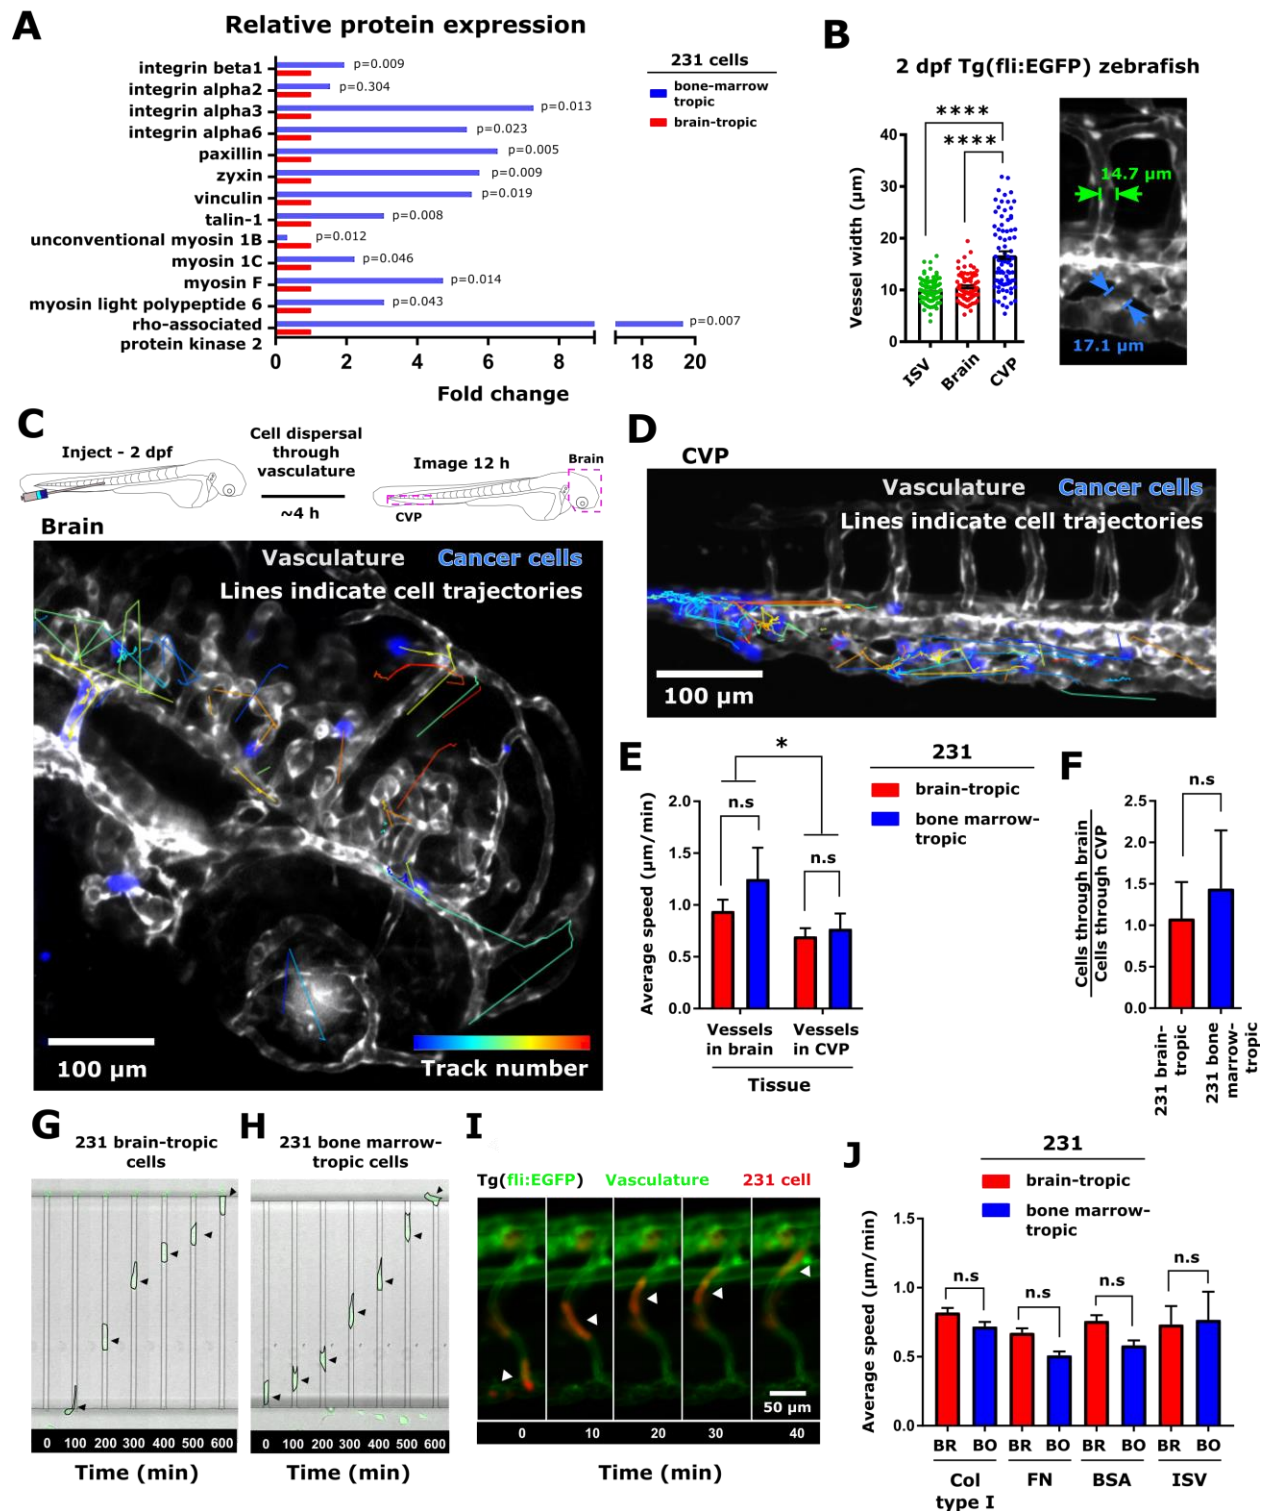 A
Relative protein expression
integrin beta1
p=0.009
integrin alpha2
p=0.304
integrin alpha3
p=0.013
integrin alpha6
p=0.023
paxillin
p=0.005
zyxin
p=0.009
vinculin
p=0.019
talin-1
p=0.008
unconventional myosin 1B
p=0.012
myosin 1C
p=0.046
myosin F
p=0.014
myosin light polypeptide 6
p=0.043
rho-associated
protein kinase 2
p=0.007
0 2 4 6 8 18 20
Fold change
231 cells
bone-marrow
tropic
brain-tropic
B
2 dpf Tg(fli:EGFP) zebrafish
****
****
Vessel width (µm)
40
30
20
10
0
ISV Brain CVP
14.7 µm
17.1 µm
C
Inject - 2 dpf
Cell dispersal
through
vasculature
~4 h
Image 12 h
Brain
CVP
Brain
Vasculature Cancer cells
Lines indicate cell trajectories
100 µm
Track number
D
CVP
Vasculature Cancer cells
Lines indicate cell trajectories
100 µm
E
*
231
brain-tropic
bone marrow-
tropic
n.s
n.s
Average speed (µm/min)
2.0
1.5
1.0
0.5
0.0
Vessels
in brain
Vessels
in CVP
Tissue
F
n.s
Cells through brain
Cells through CVP
2.5
2.0
1.5
1.0
0.5
0.0
231 brain-
tropic
231 bone
marrow-
tropic
G
231 brain-tropic
cells
0 100 200 300 400 500 600
Time (min)
H
231 bone marrow-
tropic cells
0 100 200 300 400 500 600
Time (min)
I
Tg(fli:EGFP) Vasculature 231 cell
50 µm
0 10 20 30 40
Time (min)
J
231
brain-tropic
bone marrow-
tropic
Average speed (µm/min)
1.5
1.0
0.5
0.0
n.s
n.s
n.s
n.s
BR BO BR BO BR BO BR BO
Col
type I
FN
BSA
ISV